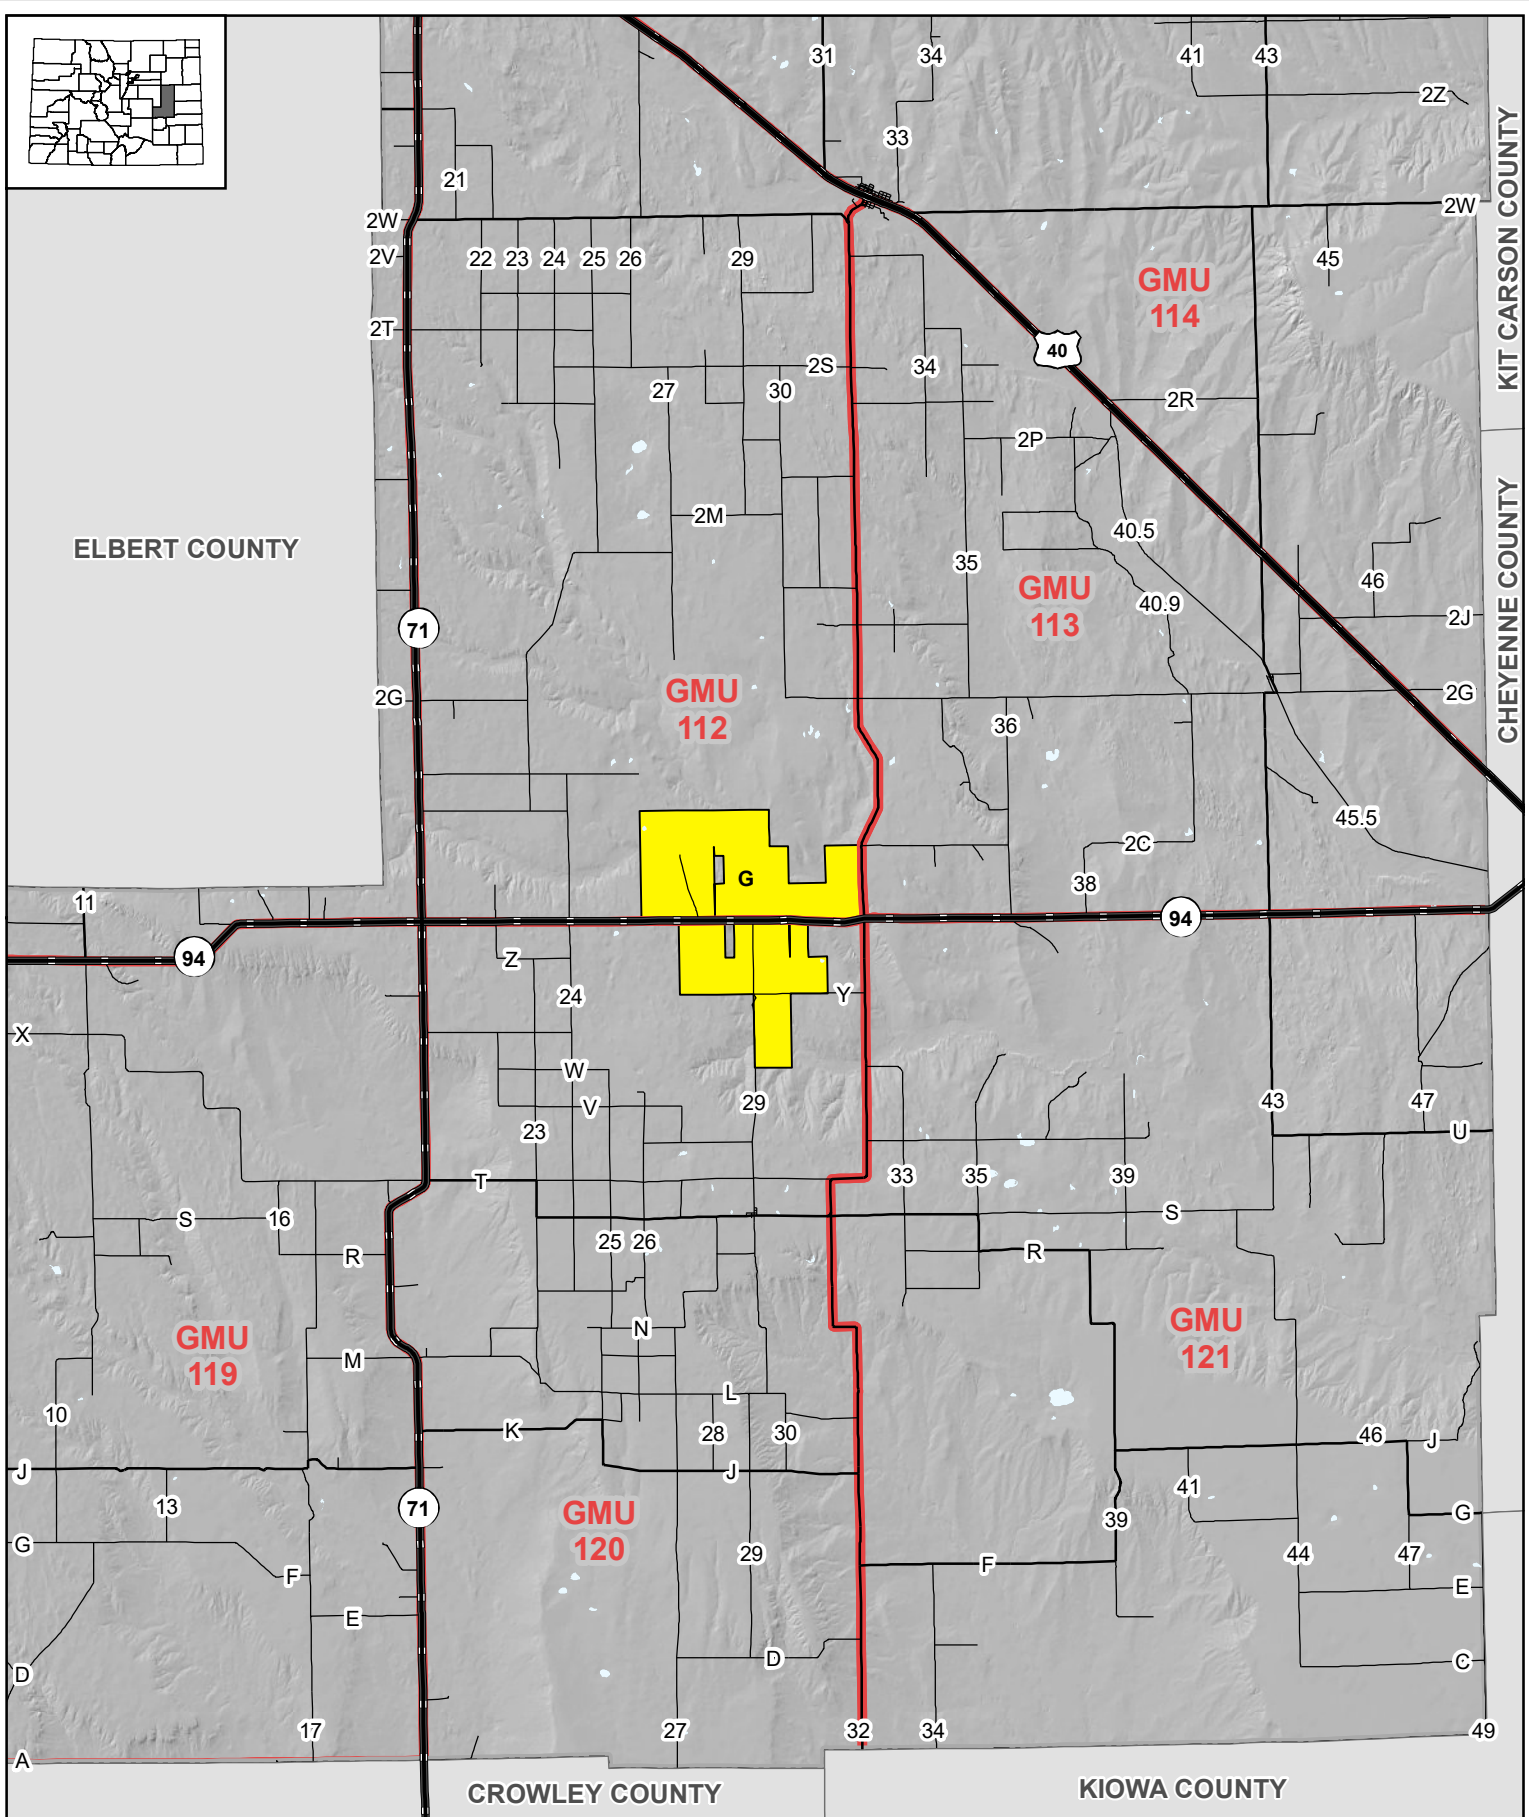 31
34
41
43
2Z
33
KIT CARSON COUNTY
21
2W
2W
2V
22
23
24
25
26
29
45
GMU
114
2T
40
2S
34
27
30
2R
2P
2M
40.5
ELBERT COUNTY
35
46
GMU
113
40.9
2J
71
CHEYENNE COUNTY
2G
GMU
112
2G
36
45.5
2C
G
38
11
94
94
Z
24
Y
X
W
V
29
43
47
23
U
T
33
35
39
S
16
S
R
25
26
R
N
GMU
119
GMU
121
M
L
10
K
28
30
46
J
J
J
13
71
41
GMU
120
39
G
G
29
F
44
47
F
E
E
D
D
C
17
27
32
34
49
A
CROWLEY COUNTY
KIOWA COUNTY